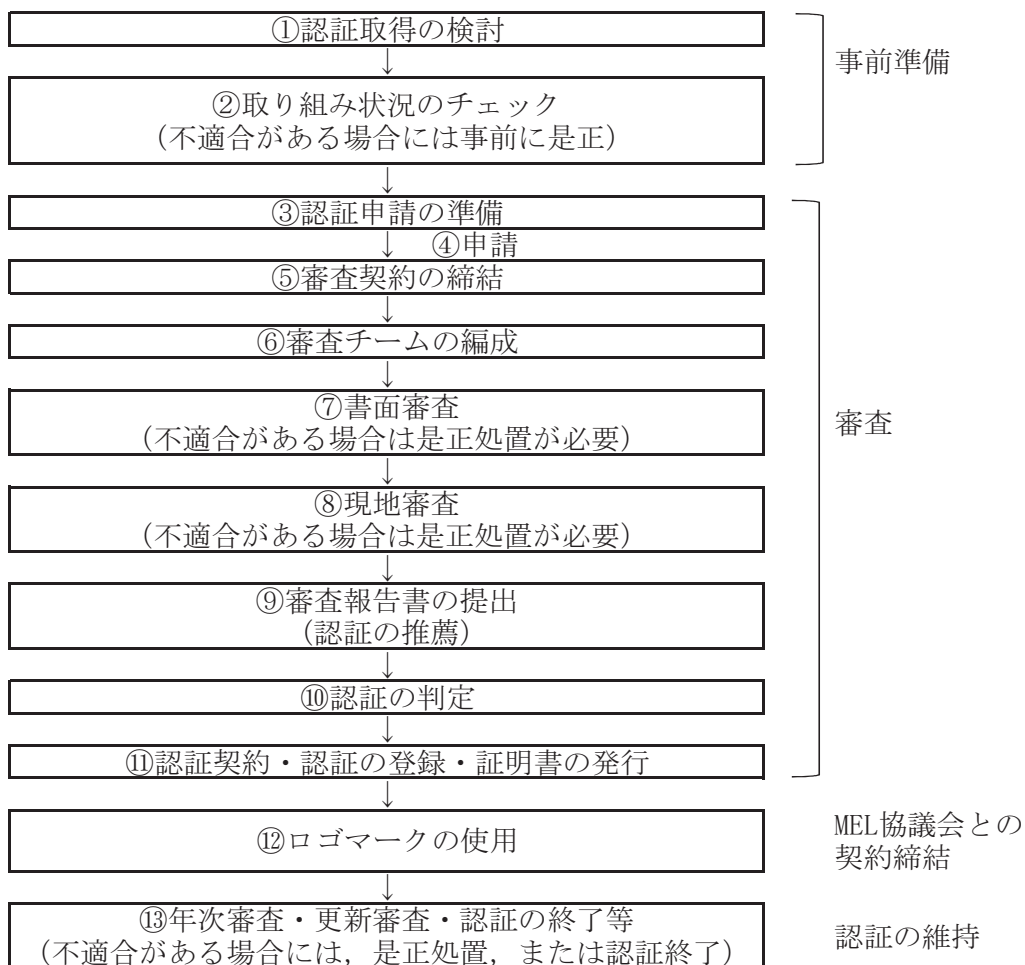 ①認証取得の検討
↓
事前準備
②取り組み状況のチェック
(不適合がある場合には事前に是正)
↓
③認証申請の準備
↓ ④申請
⑤審査契約の締結
↓
⑥審査チームの編成
↓
⑦書面審査
(不適合がある場合は是正処置が必要)
審査
↓
⑧現地審査
(不適合がある場合は是正処置が必要)
↓
⑨審査報告書の提出
(認証の推薦)
↓
⑩認証の判定
↓
⑪認証契約・認証の登録・証明書の発行
↓
⑫ロゴマークの使用
MEL協議会との
契約締結
↓
⑬年次審査・更新審査・認証の終了等
(不適合がある場合には，是正処置，または認証終了)
認証の維持